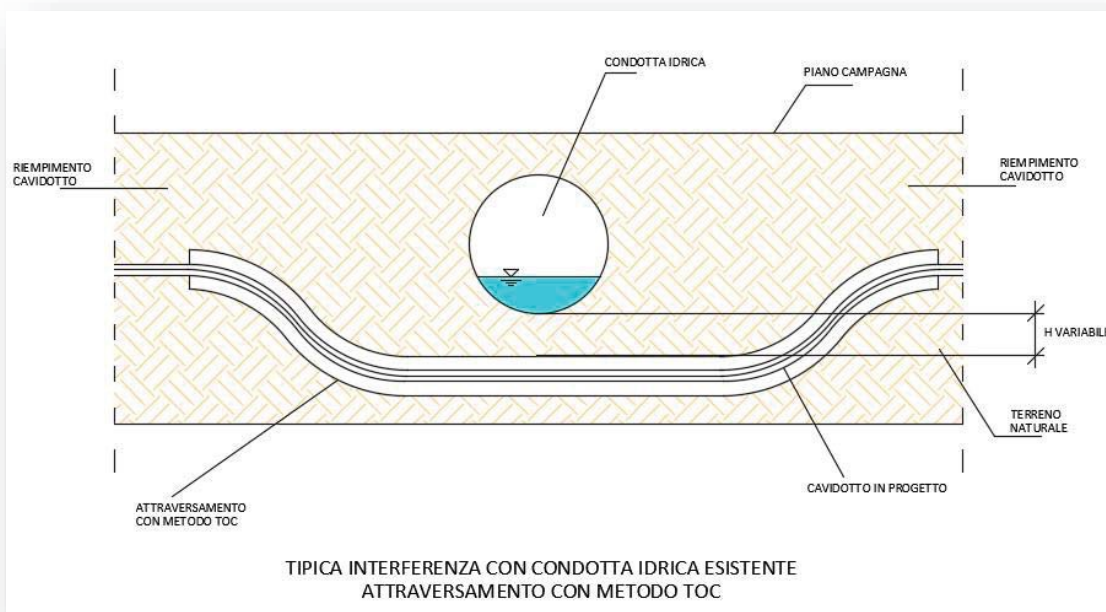 CONDOTTA IDRICA
PIANO CAMPAGNA
RIEMPIMENTO
CAVIDOTTO
RIEMPIMENTO
CAVIDOTTO
H VARIABILE
TERRENO
NATURALE
CAVIDOTTO IN PROGETTO
ATTRAVERSAMENTO
CON METODO TOC
TIPICA INTERFERENZA CON CONDOTTA IDRICA ESISTENTE
ATTRAVERSAMENTO CON METODO TOC